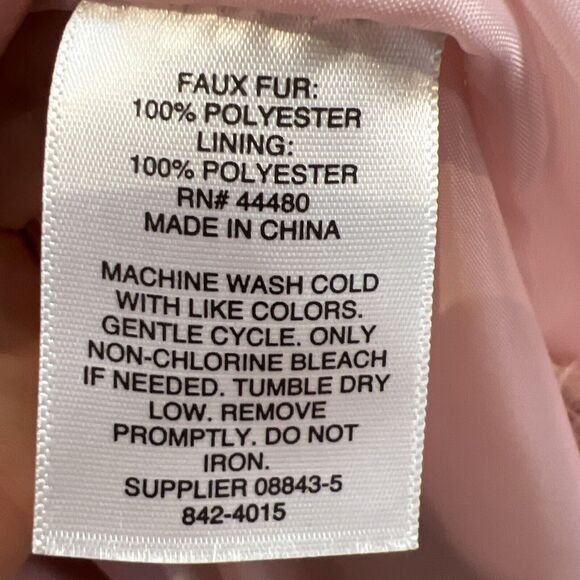 FAUX FUR:
100% POLYESTER
LINING:
100% POLYESTER
RN# 44480
MADE IN CHINA
MACHINE WASH COLD
WITH LIKE COLORS.
GENTLE CYCLE. ONLY
NON-CHLORINE BLEACH
IF NEEDED. TUMBLE DRY
LOW. REMOVE
PROMPTLY. DO NOT
IRON.
SUPPLIER 08843-5
842-4015